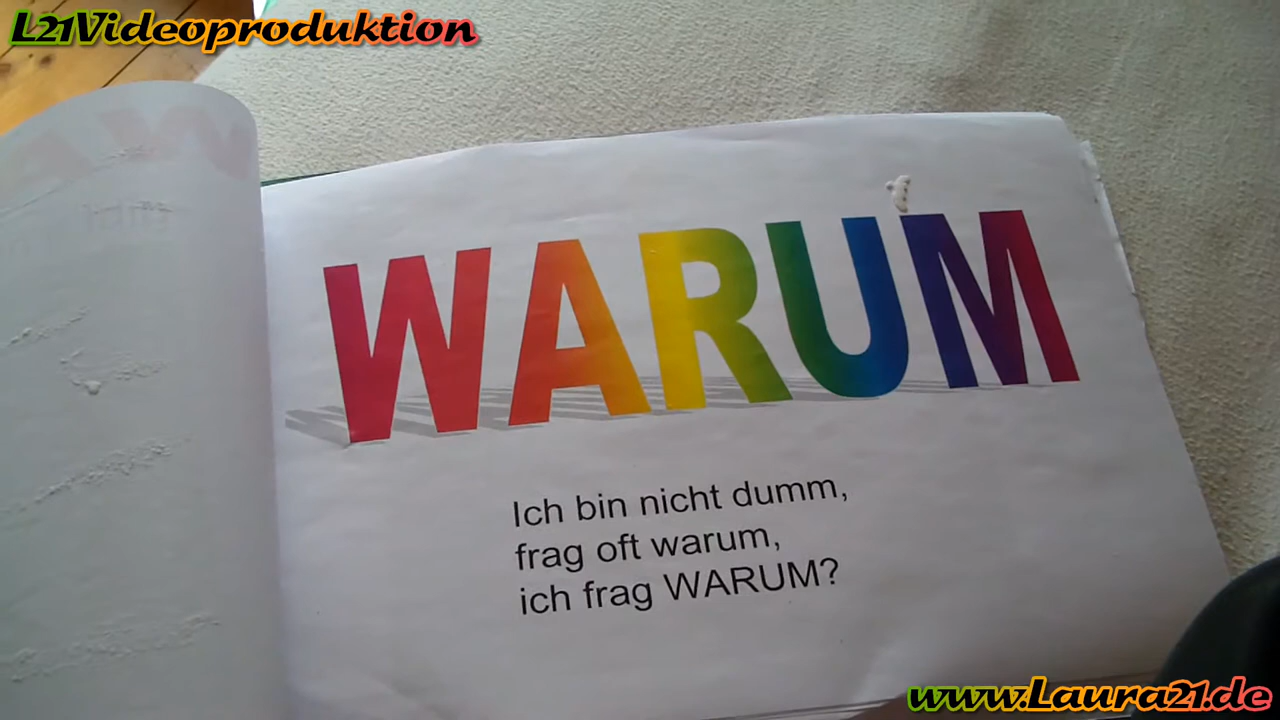 L21Videoproduktion
WARUM
Ich bin nicht dumm,
frag oft warum,
ich frag WARUM?
www.Laura21.de